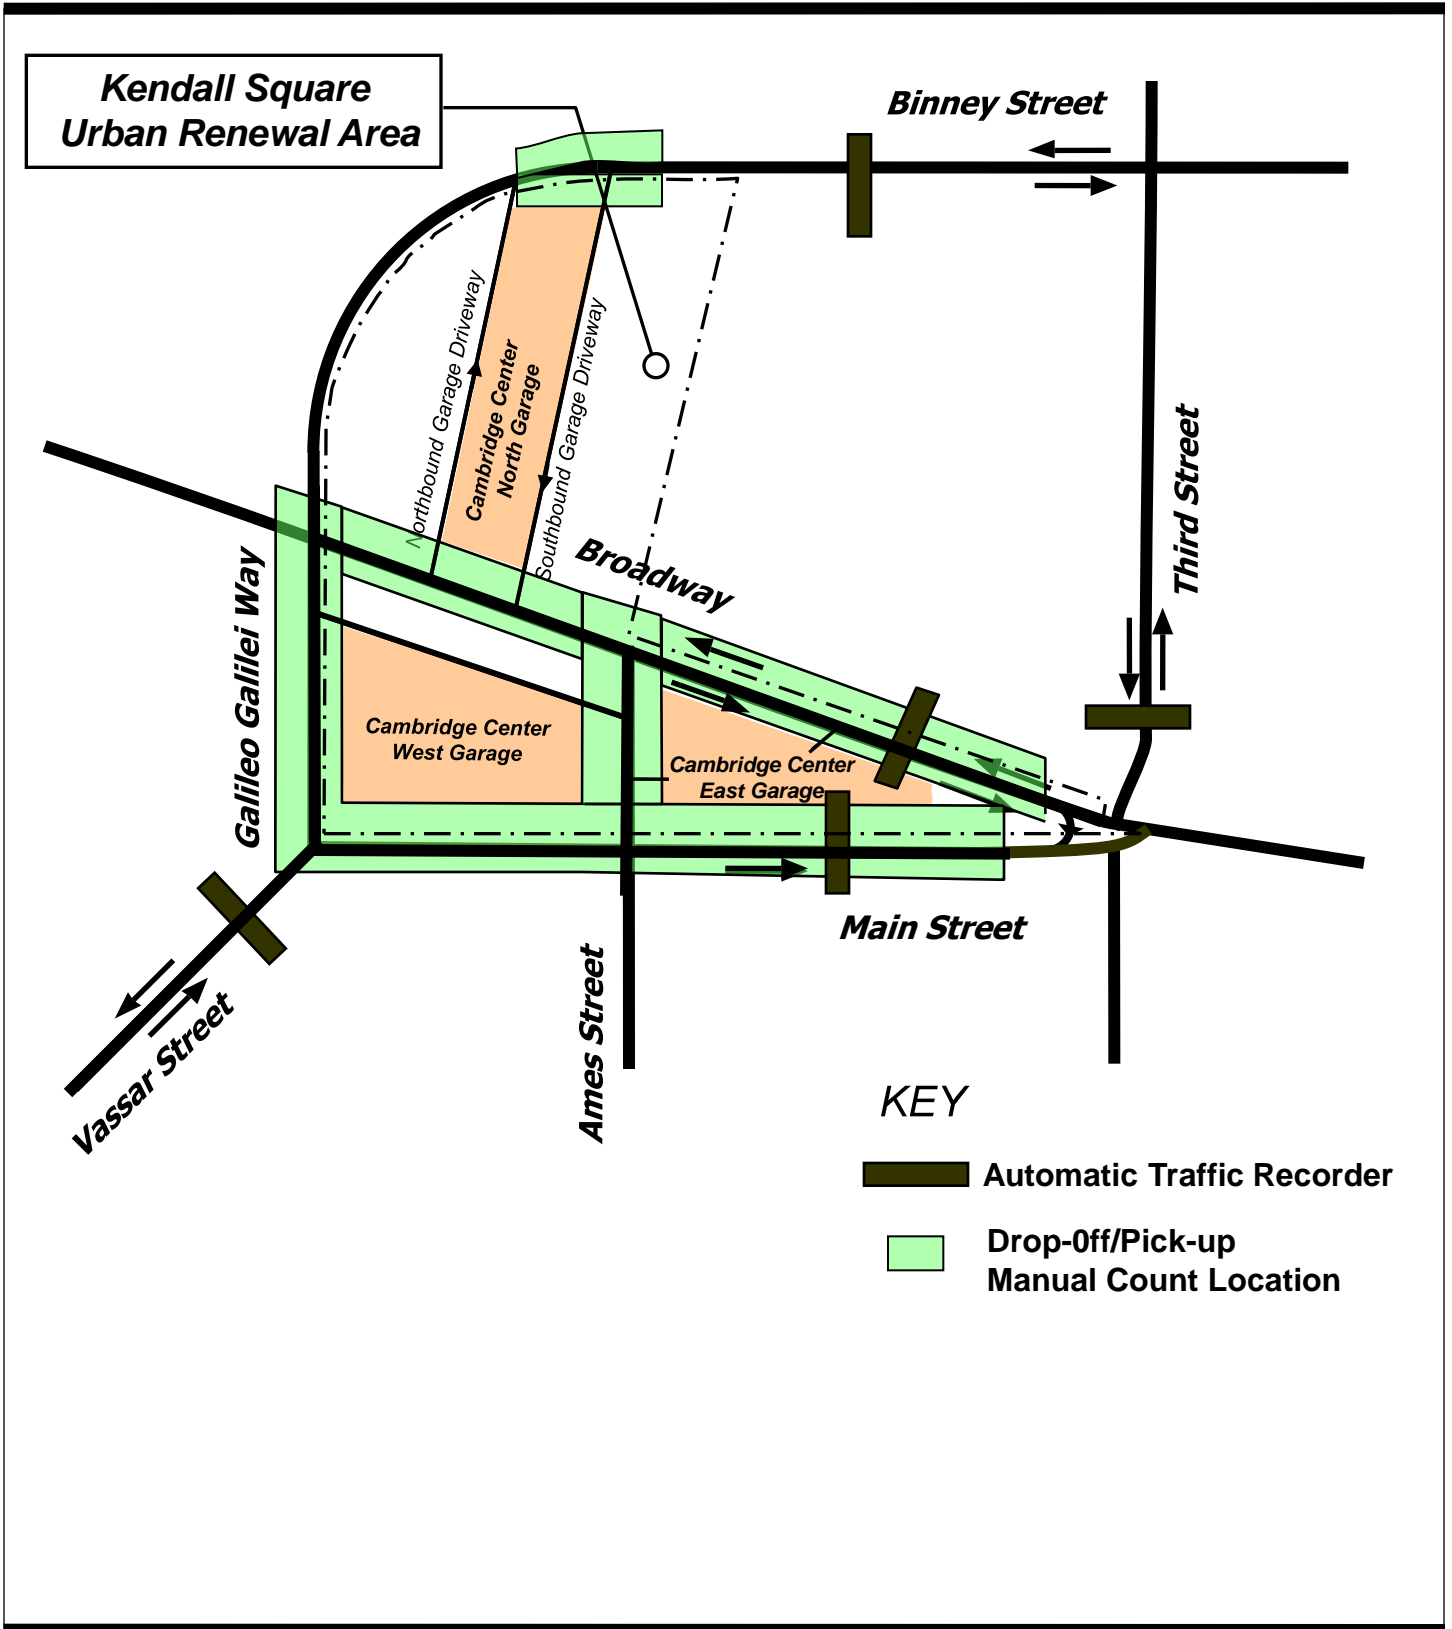 Kendall Square
Urban Renewal Area
Binney Street
Northbound Garage Driveway
Cambridge Center
North Garage
Southbound Garage Driveway
Broadway
Third Street
Galileo Galilei Way
Cambridge Center
West Garage
Cambridge Center
East Garage
Main Street
Vassar Street
Ames Street
KEY
Automatic Traffic Recorder
Drop-0ff/Pick-up
Manual Count Location